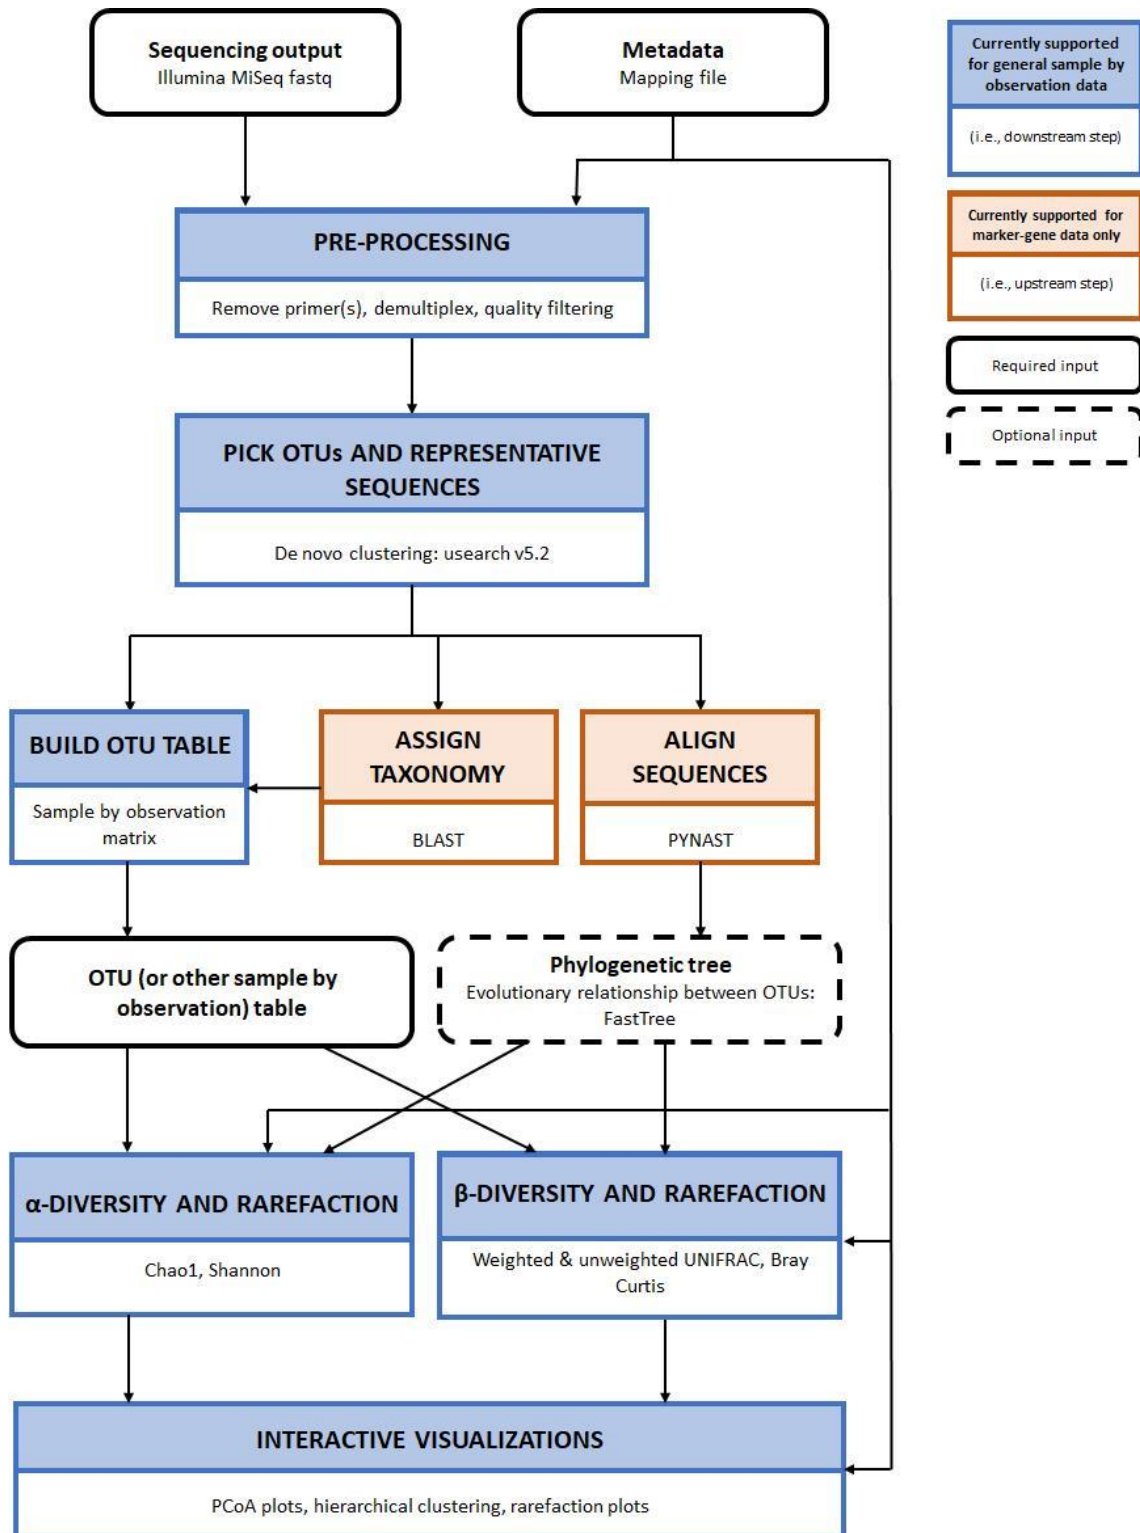 Sequencing output
Illumina MiSeq fastq
Metadata
Mapping file
Currently supported
for general sample by
observation data
(i.e., downstream step)
Currently supported for
marker-gene data only
(i.e., upstream step)
Required input
Optional input
PRE-PROCESSING
Remove primer(s), demultiplex, quality filtering
PICK OTUs AND REPRESENTATIVE
SEQUENCES
De novo clustering: usearch v5.2
BUILD OTU TABLE
Sample by observation
matrix
ASSIGN
TAXONOMY
BLAST
ALIGN
SEQUENCES
PYNAST
OTU (or other sample by
observation) table
Phylogenetic tree
Evolutionary relationship between OTUs:
FastTree
α-DIVERSITY AND RAREFACTION
Chao1, Shannon
β-DIVERSITY AND RAREFACTION
Weighted & unweighted UNIFRAC, Bray
Curtis
INTERACTIVE VISUALIZATIONS
PCoA plots, hierarchical clustering, rarefaction plots